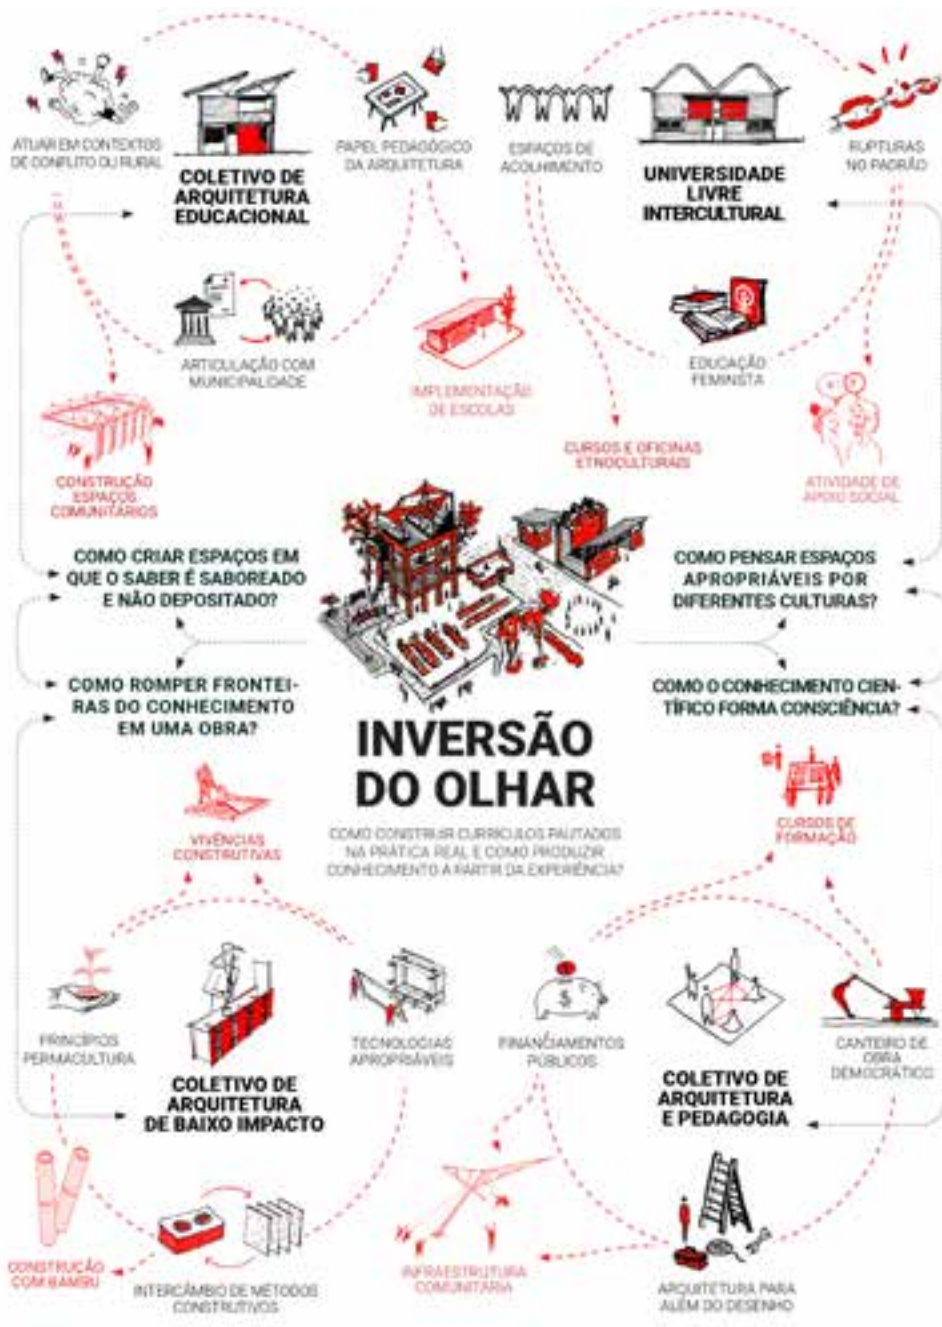 ATUAR EM CONTEXTOS
DE CONFLITO OU RURAL
COLETIVO DE
ARQUITETURA
EDUCACIONAL
PAPEL PEDAGÓGICO
DA ARQUITETURA
ESPAÇOS DE
ACOLHIMENTO
UNIVERSIDADE
LIVRE
INTERCULTURAL
RUPTURAS
NO PADRÃO
ARTICULAÇÃO COM
MUNICIPALIDADE
IMPLEMENTAÇÃO
DE ESCOLAS
EDUCAÇÃO
FEMINISTA
CURSOS E OFICINAS
ETNOCULTURAIS
CONSTRUÇÃO
ESPAÇOS
COMUNITÁRIOS
ATIVIDADE DE
APOIO SOCIAL
COMO CRIAR ESPAÇOS EM
QUE O SABER É SABOREADO
E NÃO DEPOSITADO?
COMO PENSAR ESPAÇOS
APROPRIÁVEIS POR
DIFERENTES CULTURAS?
COMO ROMPER FRONTEI-
RAS DO CONHECIMENTO
EM UMA OBRA?
COMO O CONHECIMENTO CIEN-
TÍFICO FORMA CONSCIÊNCIA?
INVERSÃO
DO OLHAR
COMO CONSTRUIR CURRÍCULOS PAUTADOS
NA PRÁTICA REAL E COMO PRODUZIR
CONHECIMENTO A PARTIR DA EXPERIÊNCIA?
VIVÊNCIAS
CONSTRUTIVAS
CURSOS DE
FORMAÇÃO
PRINCÍPIOS
PERMACULTURA
COLETIVO DE
ARQUITETURA
DE BAIXO IMPACTO
TECNOLOGIAS
APROPRIÁVEIS
FINANCIAMENTOS
PÚBLICOS
$
COLETIVO DE
ARQUITETURA
E PEDAGOGIA
CANTEIRO DE
OBRA
DEMOCRÁTICO
CONSTRUÇÃO
COM BAMBU
INTERCÂMBIO DE MÉTODOS
CONSTRUTIVOS
INFRAESTRUTURA
COMUNITÁRIA
ARQUITETURA PARA
ALÉM DO DESENHO